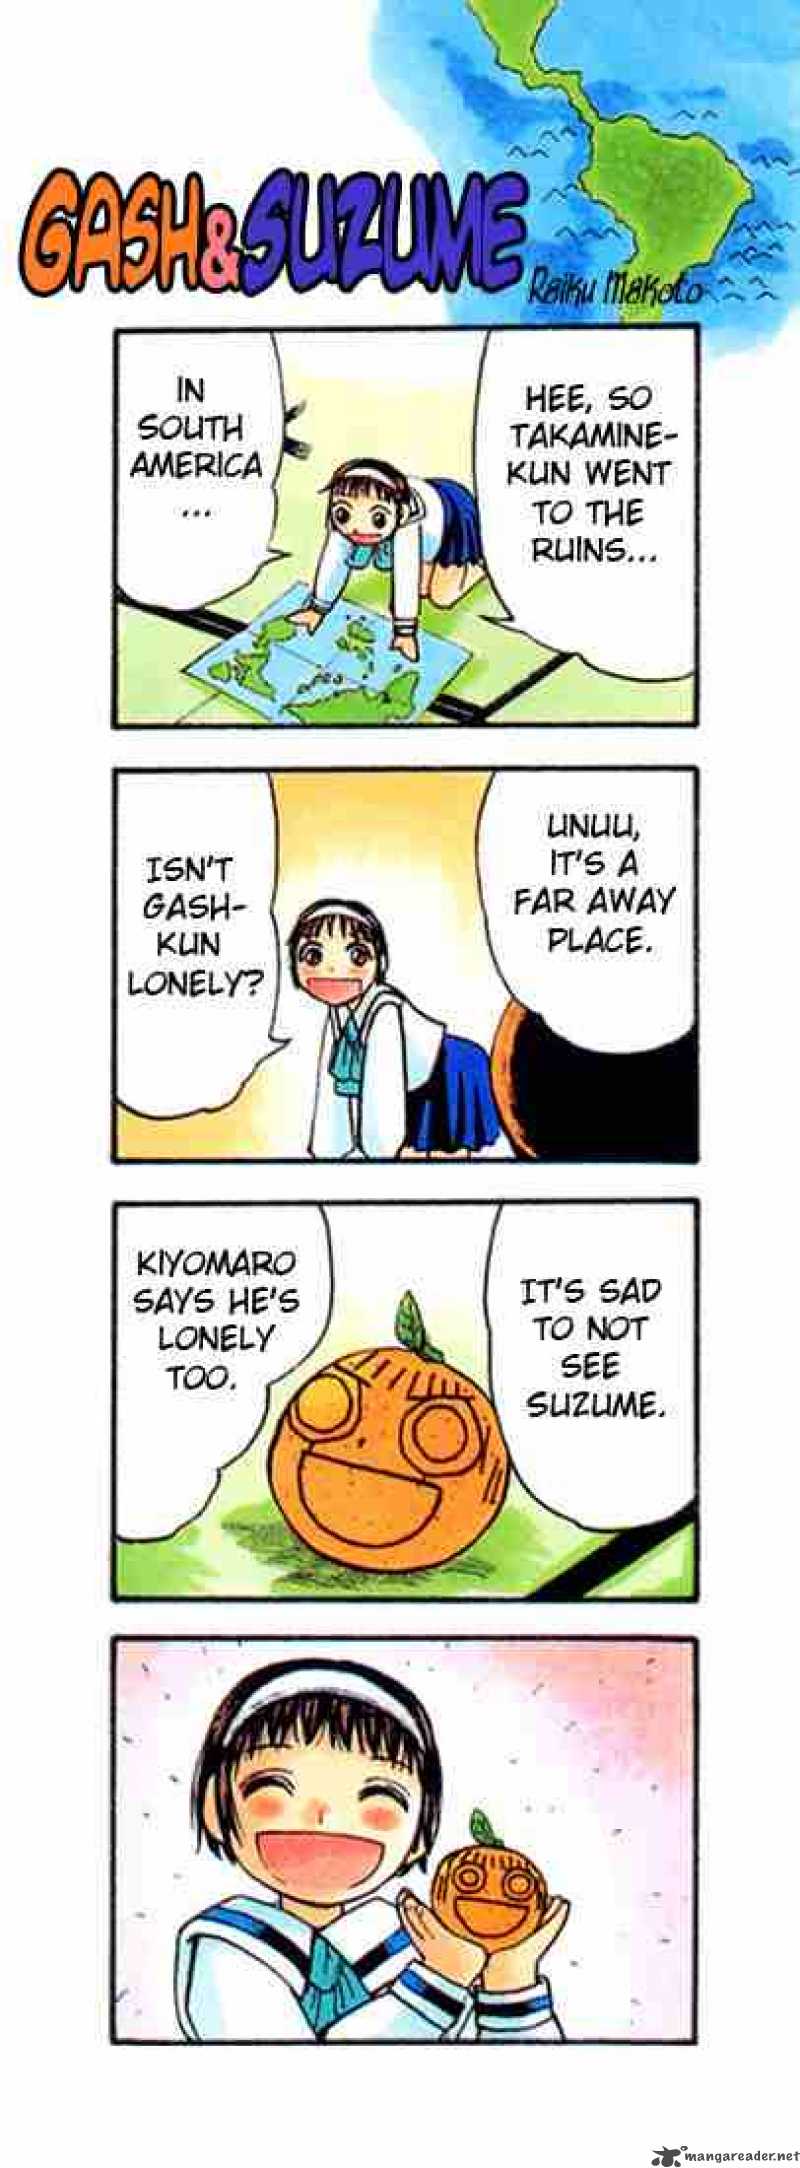 GASH & SUZUME
Raiku Makoto
HEE, SO
TAKAMINE-
KUN WENT
TO THE
RUINS...
IN
SOUTH
AMERICA
...
UNUU,
IT'S A
FAR AWAY
PLACE.
ISN'T
GASH-
KUN
LONELY?
IT'S SAD
TO NOT
SEE
SUZUME.
KIYOMARO
SAYS HE'S
LONELY
TOO.
mangareader.net